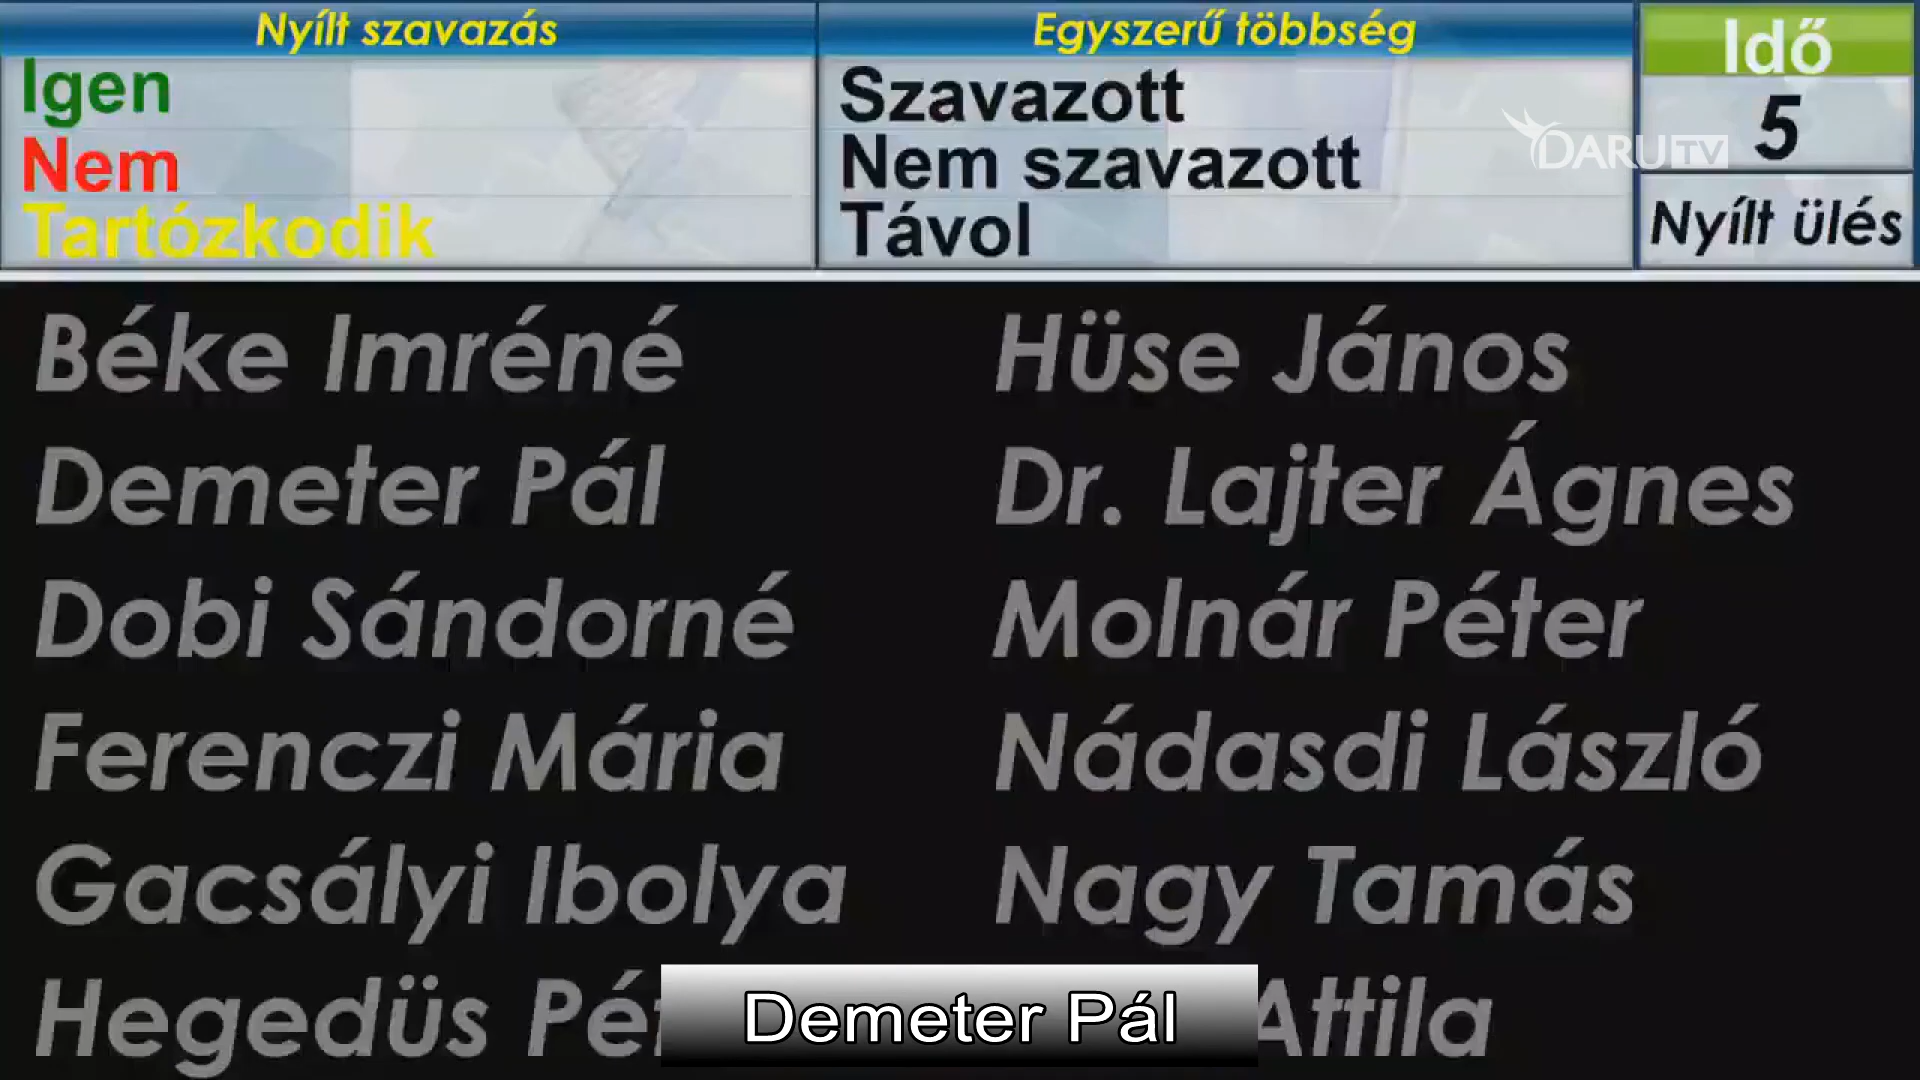 Nyílt szavazás
Igen
Nem
Tartózkodik
Egyszerű többség
Szavazott
Nem szavazott
Távol
Idő
5
Nyílt ülés
DARU TV
Béke Imréné
Demeter Pál
Dobi Sándorné
Ferenczi Mária
Gacsályi Ibolya
Hegedüs
Hüse János
Dr. Lajter Ágnes
Molnár Péter
Nádasdi László
Nagy Tamás
Attila
Demeter Pál